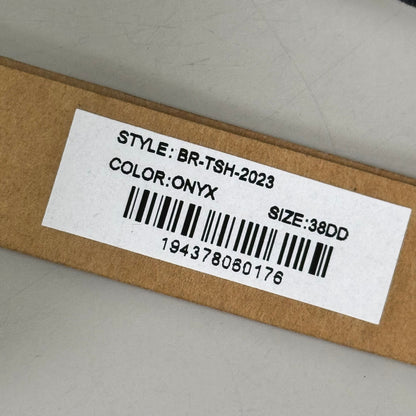 STYLE: BR-TSH-2023
COLOR:ONYX
SIZE:38DD
194378060176